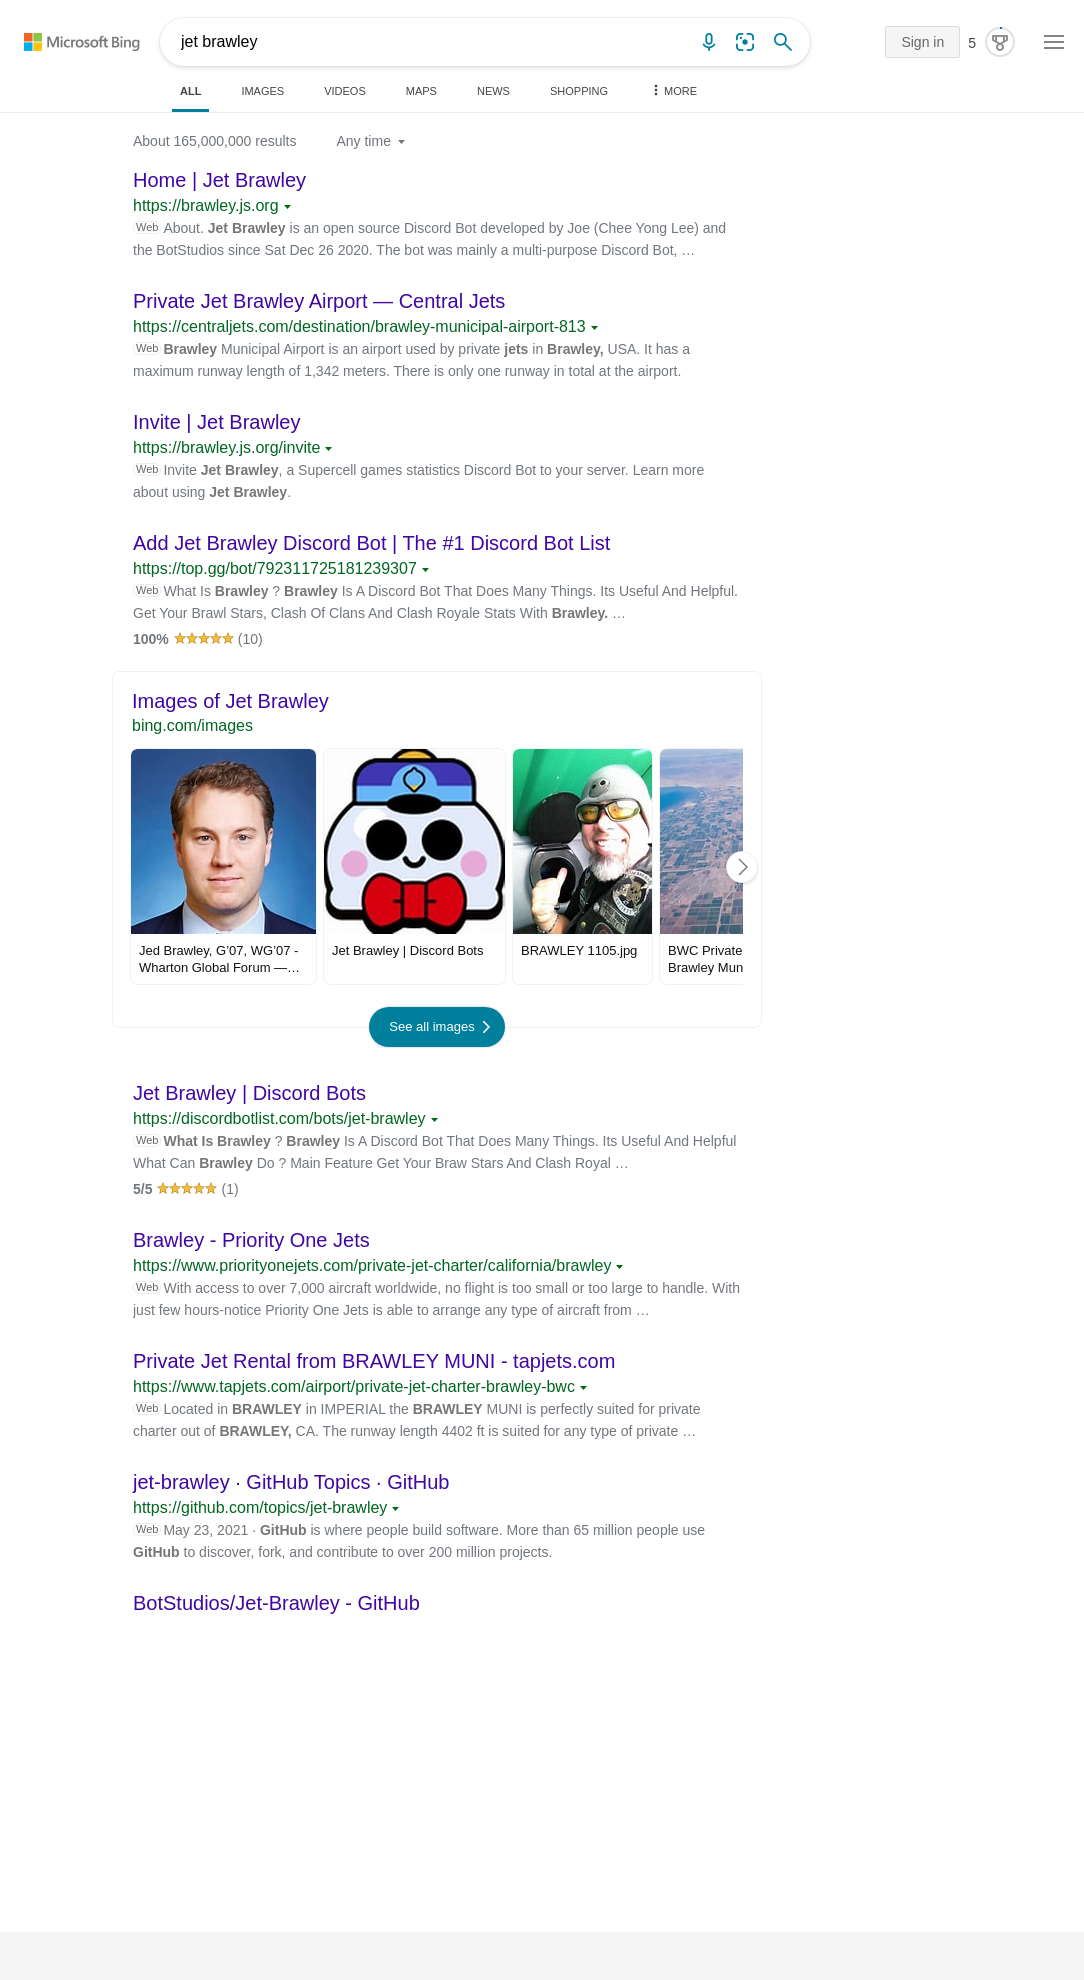 Microsoft Bing
jet brawley
Sign in
5
ALL
IMAGES
VIDEOS
MAPS
NEWS
SHOPPING
MORE
About 165,000,000 results
Any time
Home | Jet Brawley
https://brawley.js.org
Web About. Jet Brawley is an open source Discord Bot developed by Joe (Chee Yong Lee) and
the BotStudios since Sat Dec 26 2020. The bot was mainly a multi-purpose Discord Bot, …
Private Jet Brawley Airport — Central Jets
https://centraljets.com/destination/brawley-municipal-airport-813
Web Brawley Municipal Airport is an airport used by private jets in Brawley, USA. It has a
maximum runway length of 1,342 meters. There is only one runway in total at the airport.
Invite | Jet Brawley
https://brawley.js.org/invite
Web Invite Jet Brawley, a Supercell games statistics Discord Bot to your server. Learn more
about using Jet Brawley.
Add Jet Brawley Discord Bot | The #1 Discord Bot List
https://top.gg/bot/792311725181239307
Web What Is Brawley ? Brawley Is A Discord Bot That Does Many Things. Its Useful And Helpful.
Get Your Brawl Stars, Clash Of Clans And Clash Royale Stats With Brawley. …
100% (10)
Images of Jet Brawley
bing.com/images
Jed Brawley, G’07, WG’07 -
Wharton Global Forum —…
Jet Brawley | Discord Bots
BRAWLEY 1105.jpg
BWC Private
Brawley Mun
See all images
Jet Brawley | Discord Bots
https://discordbotlist.com/bots/jet-brawley
Web What Is Brawley ? Brawley Is A Discord Bot That Does Many Things. Its Useful And Helpful
What Can Brawley Do ? Main Feature Get Your Braw Stars And Clash Royal …
5/5 (1)
Brawley - Priority One Jets
https://www.priorityonejets.com/private-jet-charter/california/brawley
Web With access to over 7,000 aircraft worldwide, no flight is too small or too large to handle. With
just few hours-notice Priority One Jets is able to arrange any type of aircraft from …
Private Jet Rental from BRAWLEY MUNI - tapjets.com
https://www.tapjets.com/airport/private-jet-charter-brawley-bwc
Web Located in BRAWLEY in IMPERIAL the BRAWLEY MUNI is perfectly suited for private
charter out of BRAWLEY, CA. The runway length 4402 ft is suited for any type of private …
jet-brawley · GitHub Topics · GitHub
https://github.com/topics/jet-brawley
Web May 23, 2021 · GitHub is where people build software. More than 65 million people use
GitHub to discover, fork, and contribute to over 200 million projects.
BotStudios/Jet-Brawley - GitHub